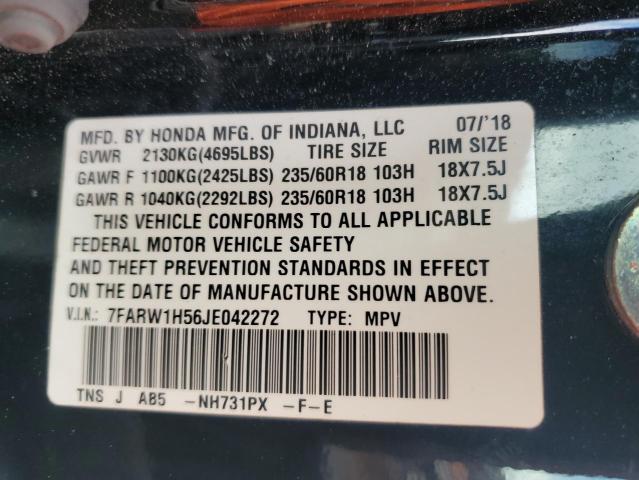 MFD. BY HONDA MFG. OF INDIANA, LLC 07/'18
GVWR 2130KG(4695LBS) TIRE SIZE RIM SIZE
GAWR F 1100KG(2425LBS) 235/60R18 103H 18X7.5J
GAWR R 1040KG(2292LBS) 235/60R18 103H 18X7.5J
THIS VEHICLE CONFORMS TO ALL APPLICABLE
FEDERAL MOTOR VEHICLE SAFETY
AND THEFT PREVENTION STANDARDS IN EFFECT
ON THE DATE OF MANUFACTURE SHOWN ABOVE.
V.I.N.: 7FARW1H56JE042272 TYPE: MPV
TNS J AB5 -NH731PX -F-E